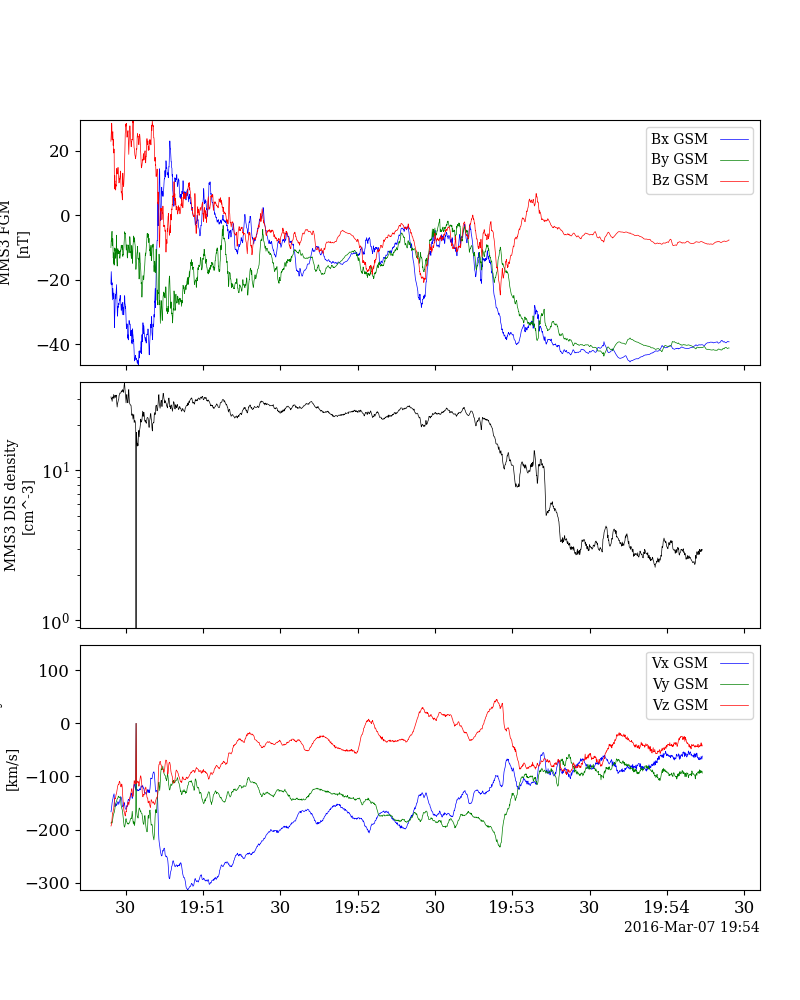 MMS3 FGM
[nT]
20
0
−20
−40
Bx GSM
By GSM
Bz GSM
MMS3 DIS density
[cm^-3]
10^1
10^0
[km/s]
100
0
−100
−200
−300
Vx GSM
Vy GSM
Vz GSM
30 19:51 30 19:52 30 19:53 30 19:54 30
2016-Mar-07 19:54